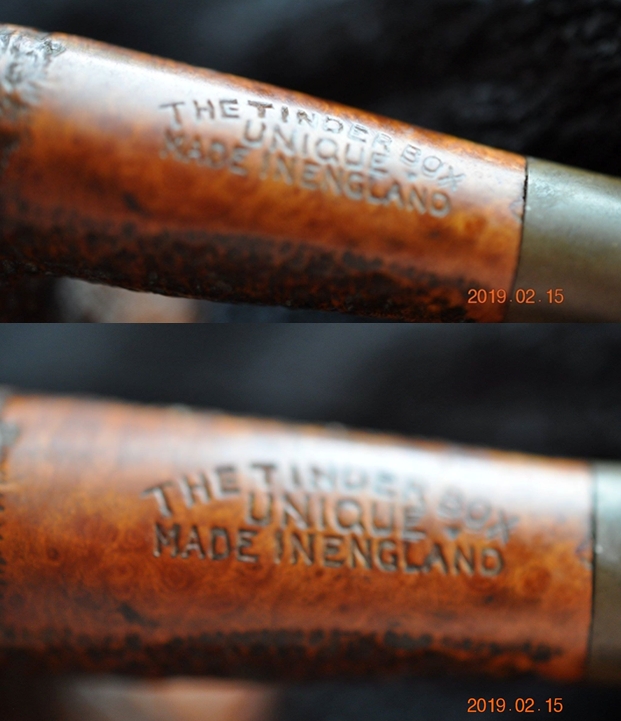 THE TINDER BOX
UNIQUE
MADE IN ENGLAND
2019.02.15
THE TINDER BOX
UNIQUE
MADE IN ENGLAND
2019.02.15